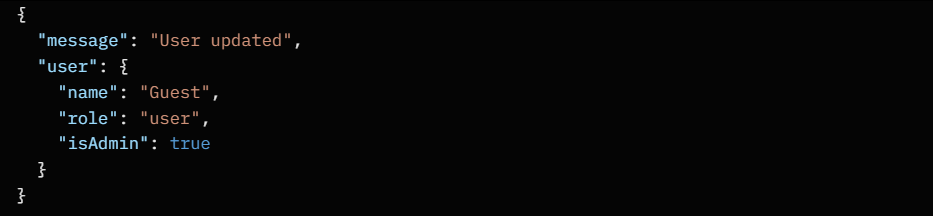 {
  "message": "User updated",
  "user": {
    "name": "Guest",
    "role": "user",
    "isAdmin": true
  }
}